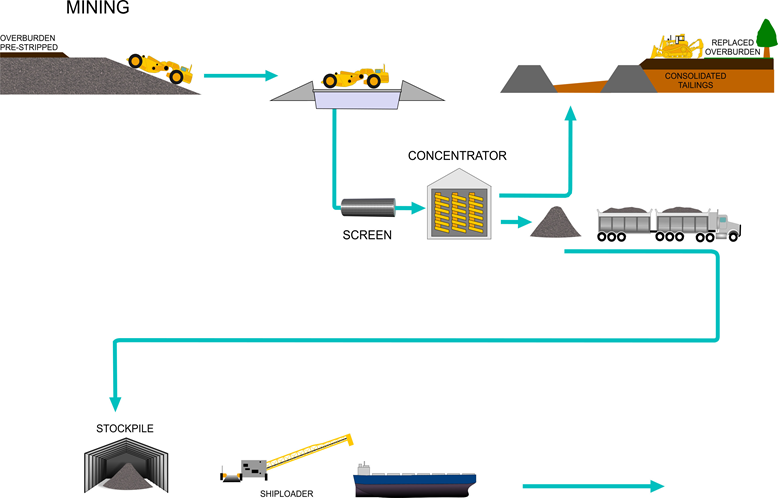 MINING
OVERBURDEN
PRE-STRIPPED
REPLACED
OVERBURDEN
CONSOLIDATED
TAILINGS
CONCENTRATOR
SCREEN
STOCKPILE
SHIPLOADER